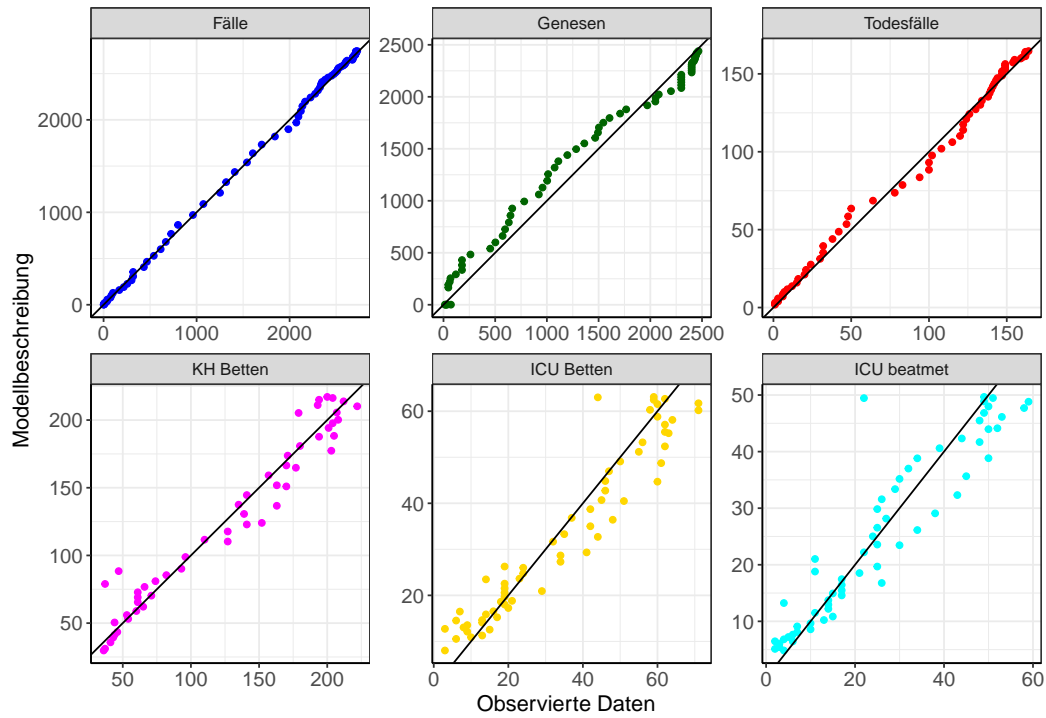 Fälle Genesen Todesfälle
2000
1000
0
0 1000 2000
2500
2000
1500
1000
500
0
0 500 1000 1500 2000 2500
150
100
50
0
0 50 100 150
Modellbeschreibung
KH Betten ICU Betten ICU beatmet
200
150
100
50
50 100 150 200
60
40
20
0 20 40 60
50
40
30
20
10
0 20 40 60
Observierte Daten